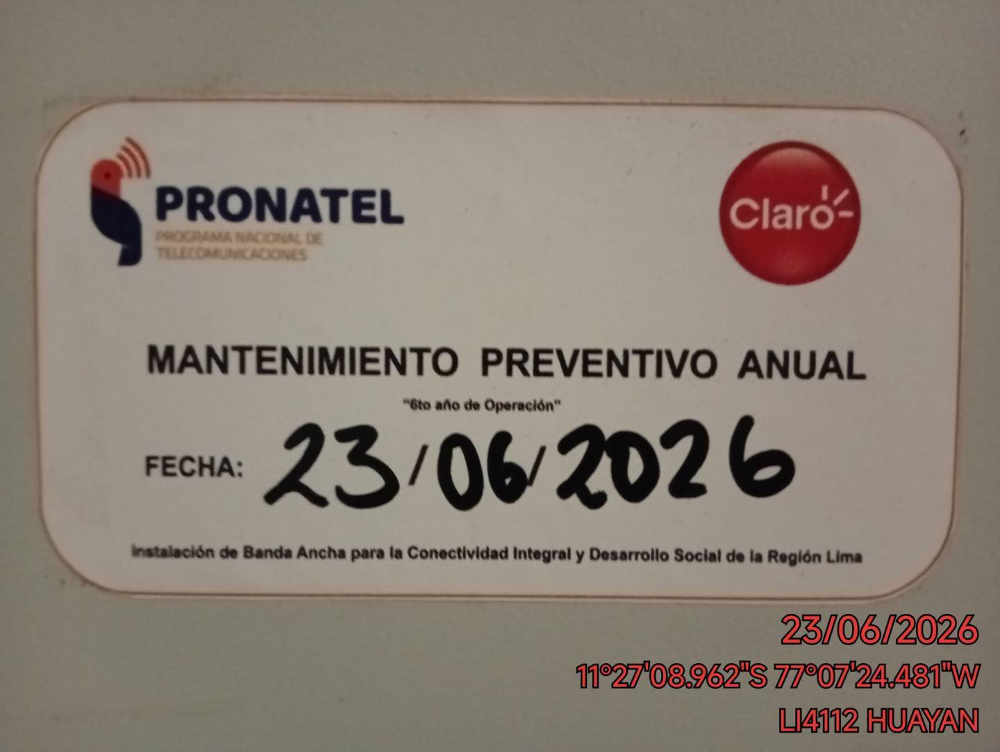 PRONATEL
PROGRAMA NACIONAL DE
TELECOMUNICACIONES
Claro
MANTENIMIENTO PREVENTIVO ANUAL
"6to año de Operación"
FECHA: 23/06/2026
Instalación de Banda Ancha para la Conectividad Integral y Desarrollo Social de la Región Lima
23/06/2026
11°27'08.962"S 77°07'24.481"W
LI4112 HUAYAN